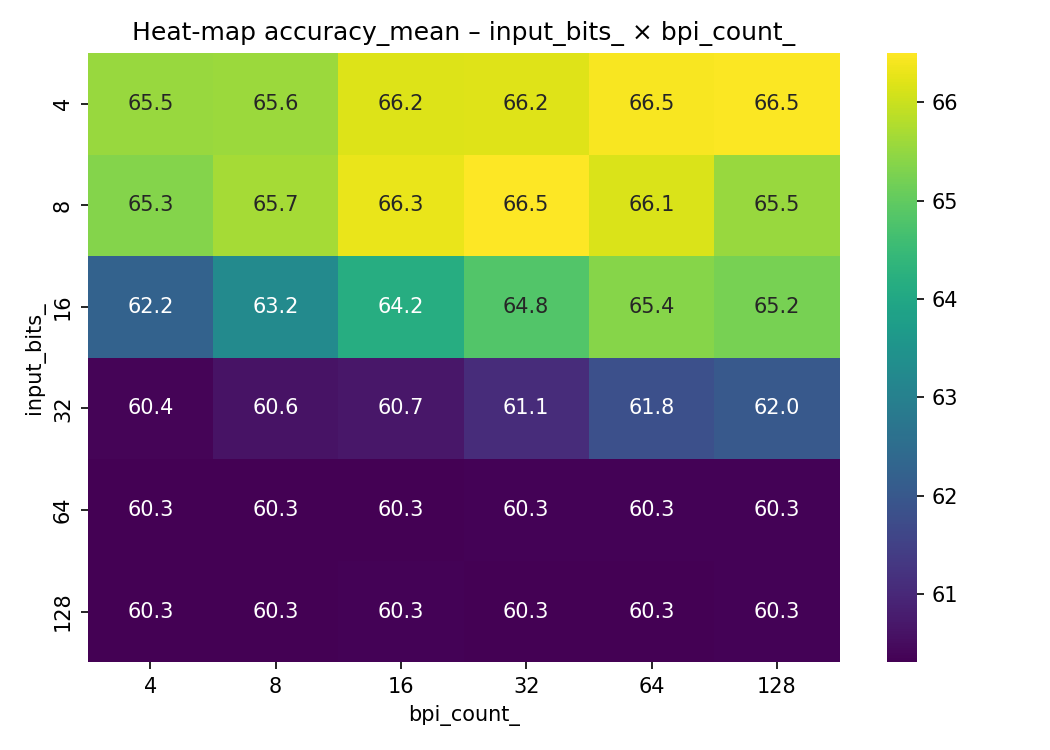 Heat-map accuracy_mean – input_bits_ × bpi_count_
4 65.5 65.6 66.2 66.2 66.5 66.5
8 65.3 65.7 66.3 66.5 66.1 65.5
16 62.2 63.2 64.2 64.8 65.4 65.2
32 60.4 60.6 60.7 61.1 61.8 62.0
64 60.3 60.3 60.3 60.3 60.3 60.3
128 60.3 60.3 60.3 60.3 60.3 60.3
4 8 16 32 64 128
input_bits_
bpi_count_
66
65
64
63
62
61